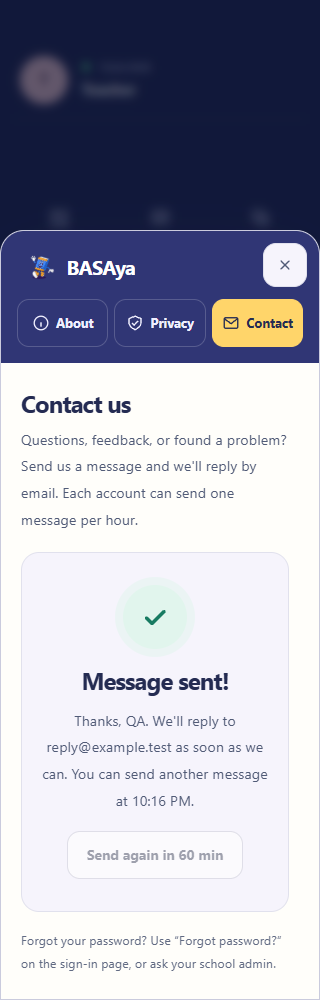 BASAya
About
Privacy
Contact
Contact us
Questions, feedback, or found a problem?
Send us a message and we'll reply by
email. Each account can send one
message per hour.
Message sent!
Thanks, QA. We'll reply to
reply@example.test as soon as we
can. You can send another message
at 10:16 PM.
Send again in 60 min
Forgot your password? Use “Forgot password?”
on the sign-in page, or ask your school admin.